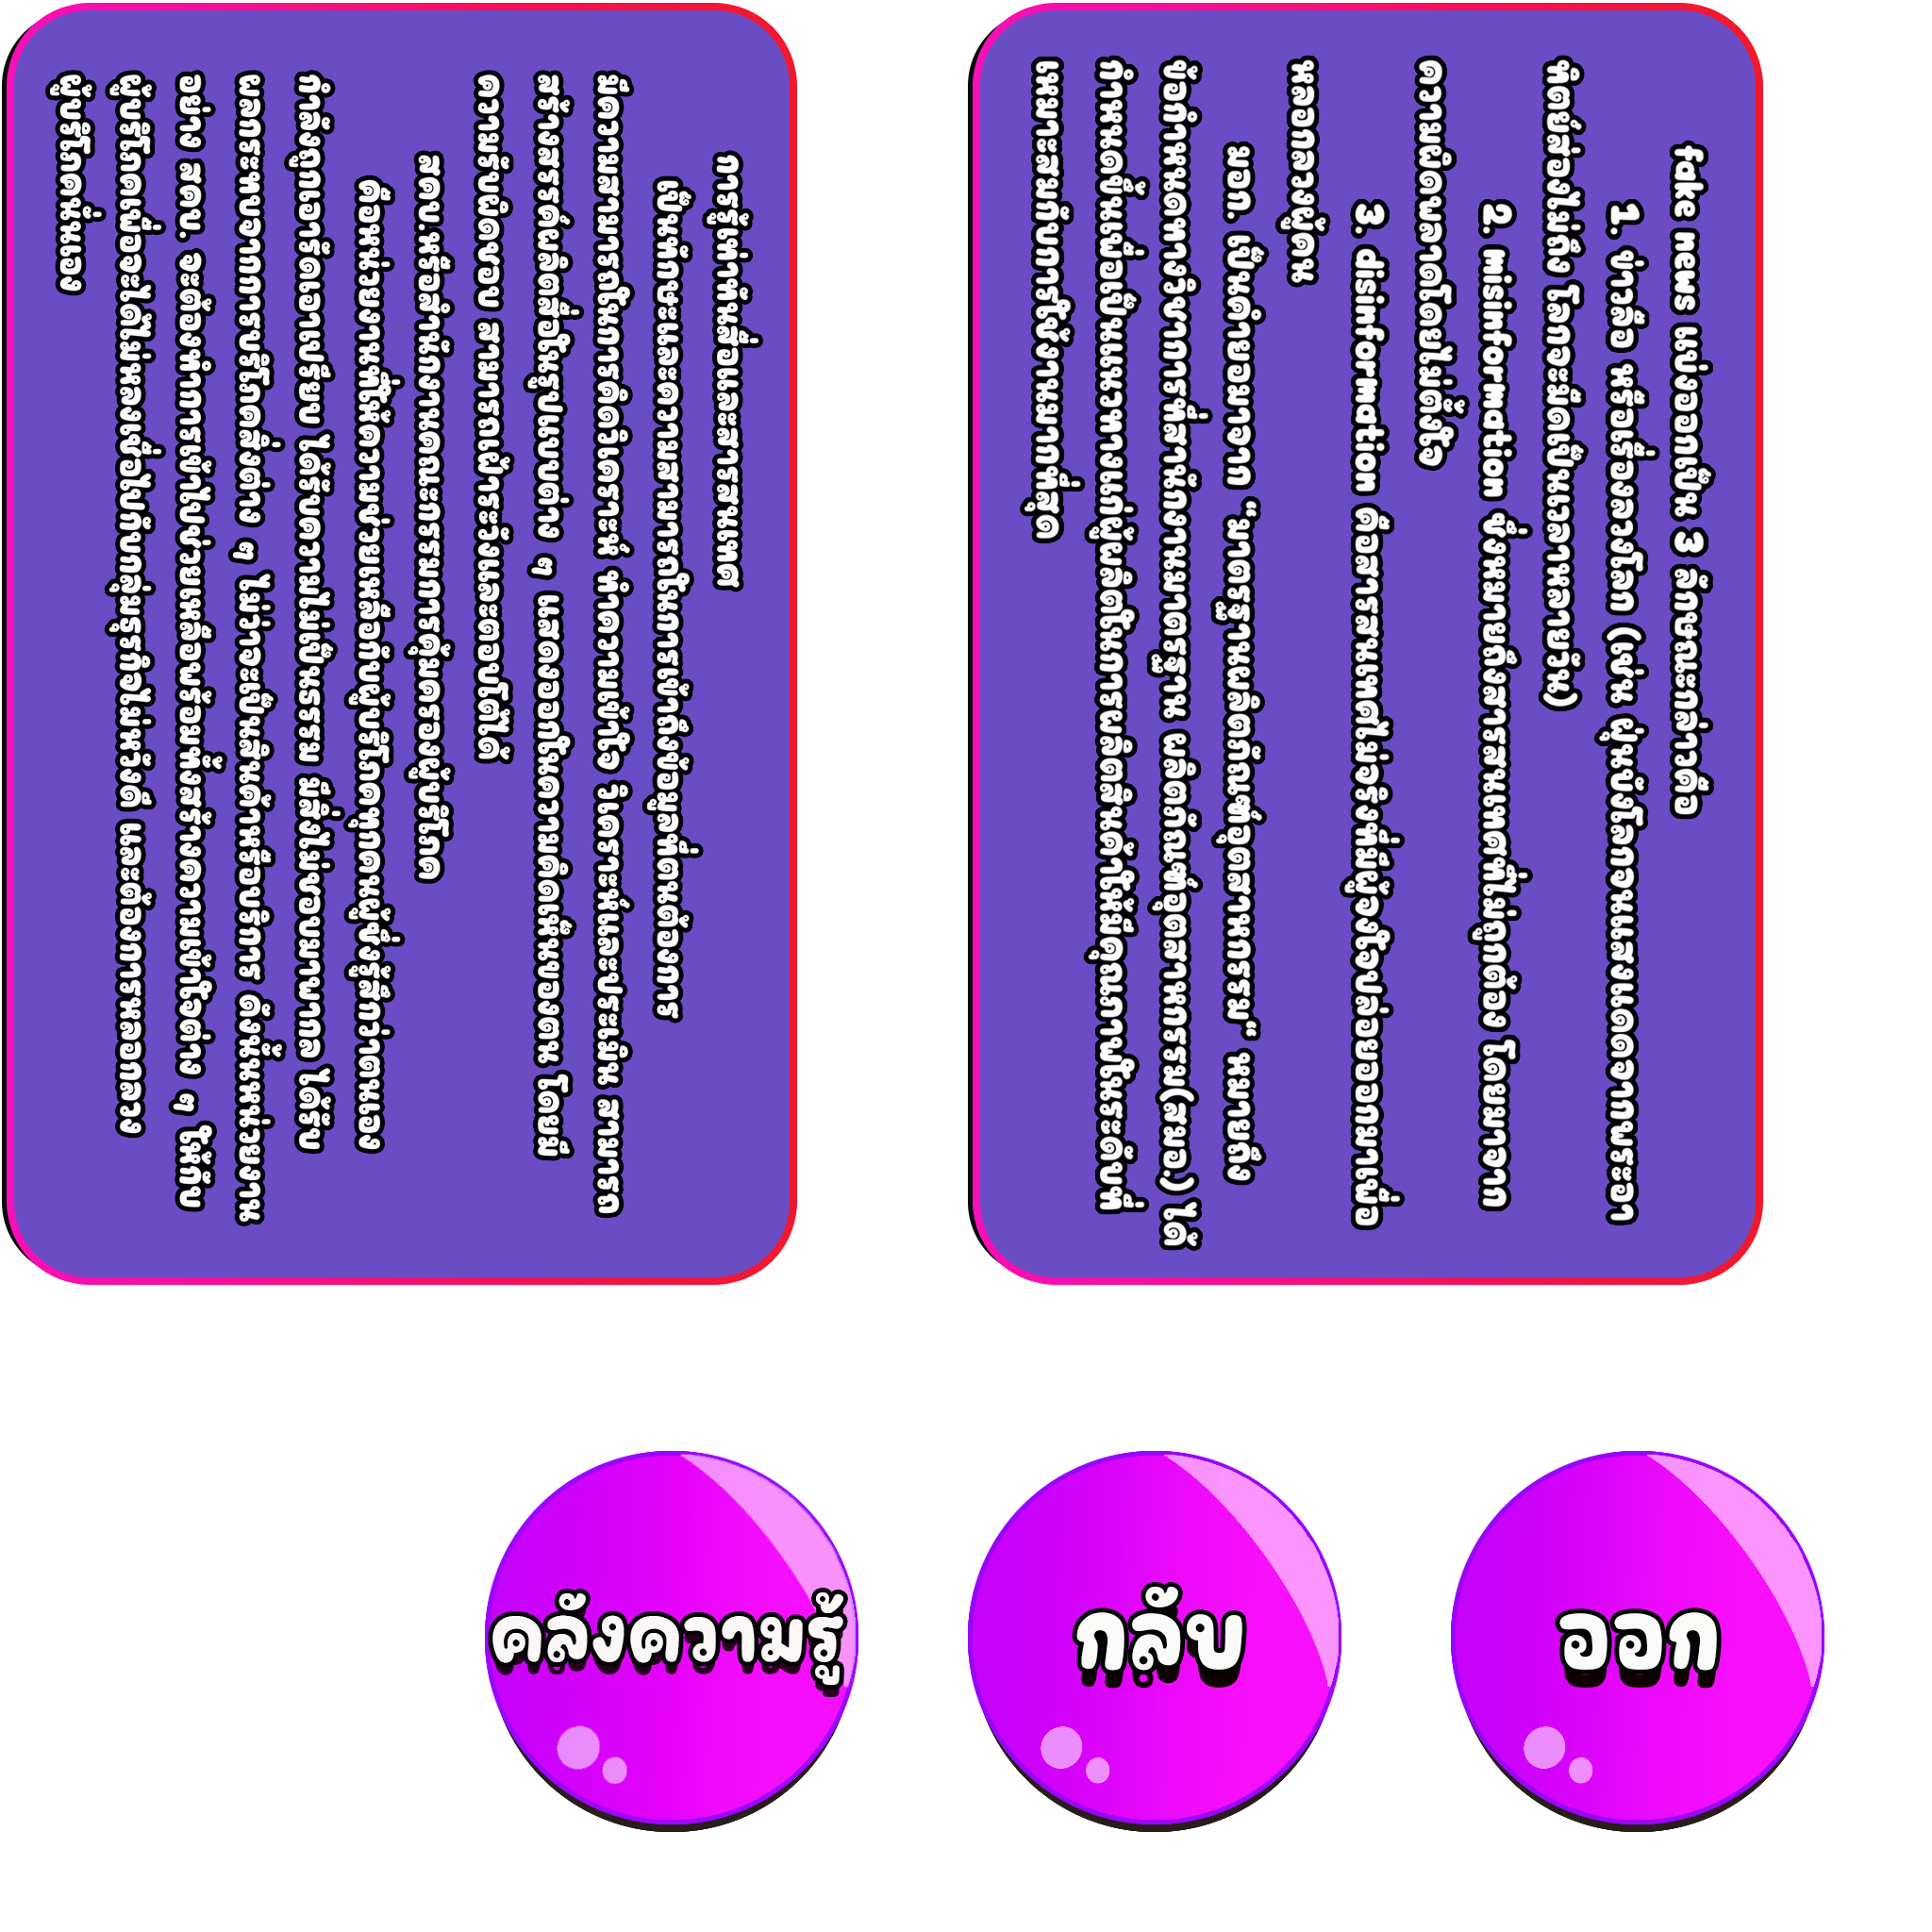 การรู้เท่าทันสื่อและสารสนเทศ
เป็นทักษะและความสามารถในการเข้าถึงข้อมูลที่ตนต้องการ
มีความสามารถในการคิดวิเคราะห์ ทำความเข้าใจ วิเคราะห์และประเมิน สามารถ
สร้างสรรค์ผลิตสื่อในรูปแบบต่าง ๆ แสดงออกในความคิดเห็นของตน โดยมี
ความรับผิดชอบ สามารถเฝ้าระวังและตอบโต้ได้
สคบ.หรือสำนักงานคณะกรรมการคุ้มครองผู้บริโภค
คือหน่วยงานที่ให้ความช่วยเหลือกับผู้บริโภคทุกคนผู้ซึ่งรู้สึกว่าตนเอง
กำลังถูกเอารัดเอาเปรียบ ได้รับความไม่เป็นธรรม มีสิ่งไม่ชอบมาพากล ได้รับ
ผลกระทบจากการบริโภคสิ่งต่าง ๆ ไม่ว่าจะเป็นสินค้าหรือบริการ ดังนั้นหน่วยงาน
อย่าง สคบ. จะต้องทำการเข้าไปช่วยเหลือพร้อมทั้งสร้างความเข้าใจต่าง ๆ ให้กับ
ผู้บริโภคเพื่อจะได้ไม่หลงเชื่อไปกับกลุ่มธุรกิจไม่หวังดี และต้องการหลอกลวง
ผู้บริโภคนั่นเอง
fake news แบ่งออกเป็น 3 ลักษณะกล่าวคือ
1. ข่าวลือ หรือเรื่องลวงโลก (เช่น ฝุ่นบังโลกจนแสงแดดจากพระอา
ทิตย์ส่องไม่ถึง โลกจะมืดเป็นเวลาหลายวัน)
2. misinformation ซึ่งหมายถึงสารสนเทศที่ไม่ถูกต้อง โดยมาจาก
ความผิดพลาดโดยไม่ตั้งใจ
3. disinformation คือสารสนเทศไม่จริงที่มีผู้จงใจปล่อยออกมาเพื่อ
หลอกลวงผู้คน
มอก. เป็นคำย่อมาจาก "มาตรฐานผลิตภัณฑ์อุตสาหกรรม" หมายถึง
ข้อกำหนดทางวิชาการที่สำนักงานมาตรฐาน ผลิตภัณฑ์อุตสาหกรรม(สมอ.) ได้
กำหนดขึ้นเพื่อเป็นแนวทางแก่ผู้ผลิตในการผลิตสินค้าให้มีคุณภาพในระดับที่
เหมาะสมกับการใช้งานมากที่สุด
คลังความรู้
กลับ
ออก